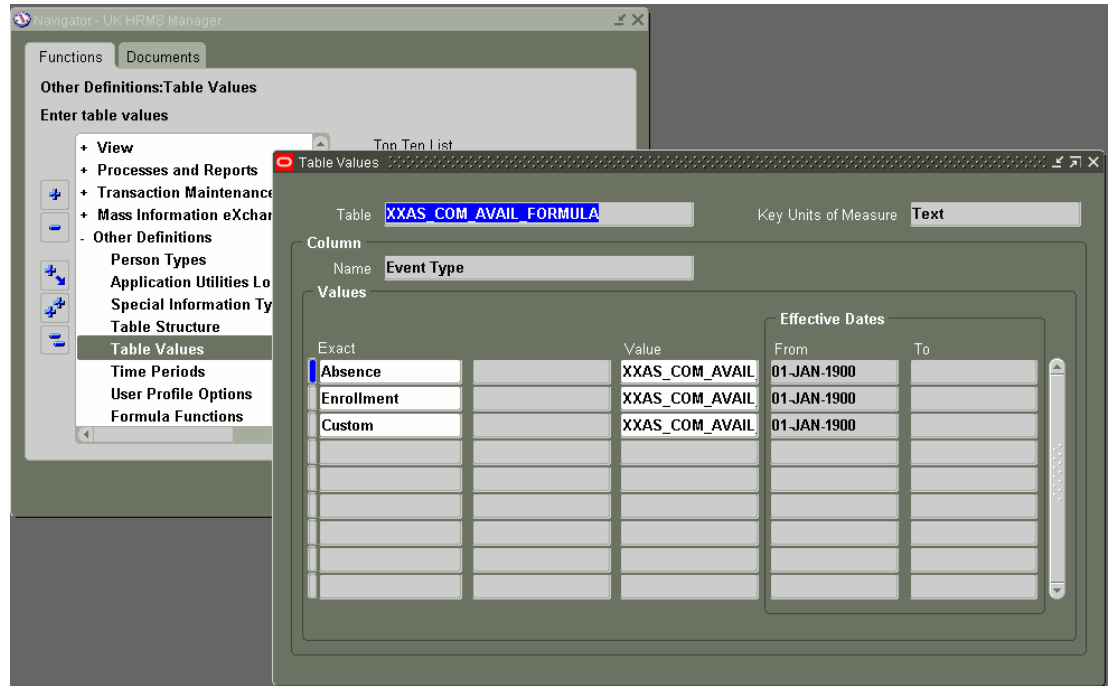 Navigator - UK HRMS Manager
Functions Documents
Other Definitions:Table Values
Enter table values
+ View
Top Ten List
+ Processes and Reports
+ Transaction Maintenance
+ Mass Information eXchan
- Other Definitions
Person Types
Application Utilities Lo
Special Information Ty
Table Structure
Table Values
Time Periods
User Profile Options
Formula Functions
Table Values
Table XXAS_COM_AVAIL_FORMULA Key Units of Measure Text
Column
Name Event Type
Values
Effective Dates
Exact Value From To
Absence XXAS_COM_AVAIL_ 01-JAN-1900
Enrollment XXAS_COM_AVAIL_ 01-JAN-1900
Custom XXAS_COM_AVAIL_ 01-JAN-1900